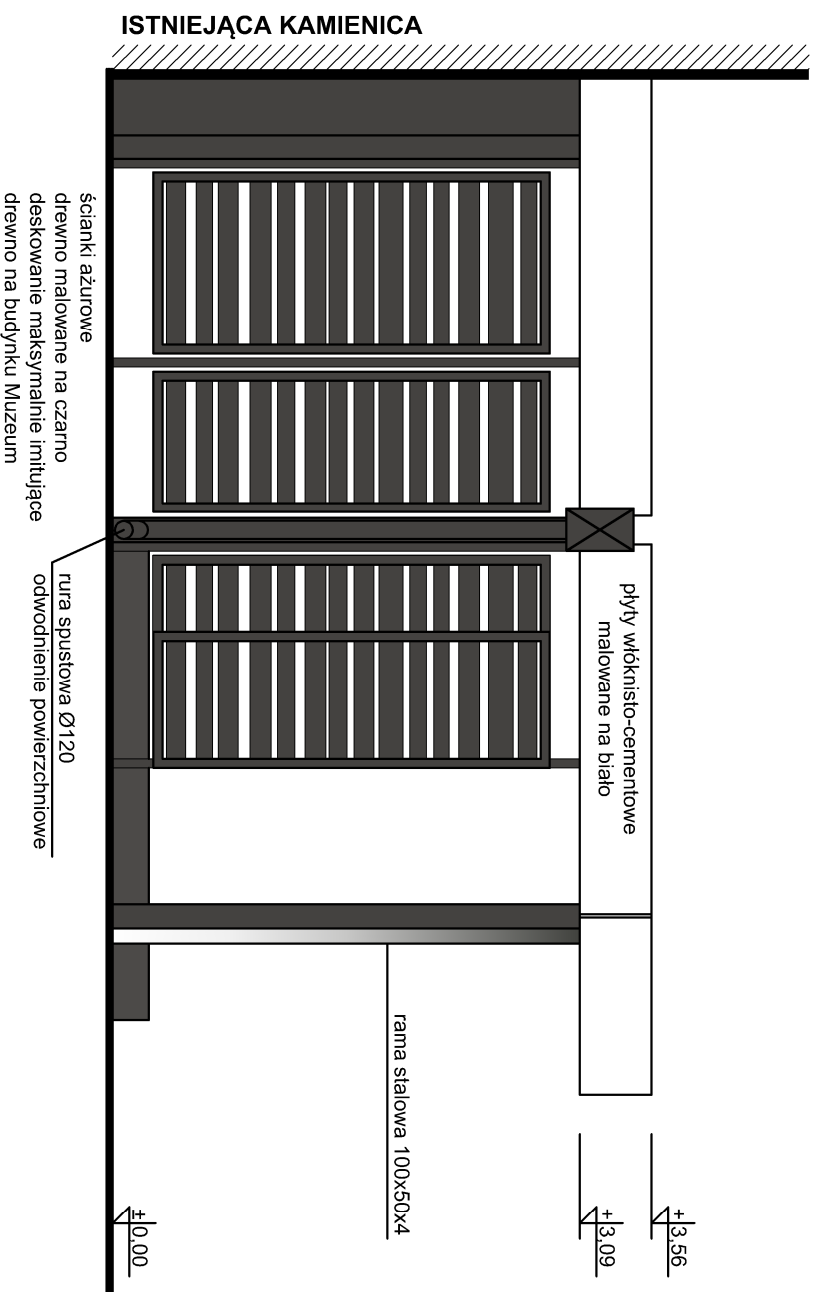 ISTNIEJĄCA KAMIENICA
ścianki ażurowe
drewno malowane na czarno
deskowanie maksymalnie imitujące
drewno na budynku Muzeum
rura spustowa Ø120
odwodnienie powierzchniowe
płyty włóknisto-cementowe
malowane na biało
rama stalowa 100x50x4
+3,56
+3,09
±0,00